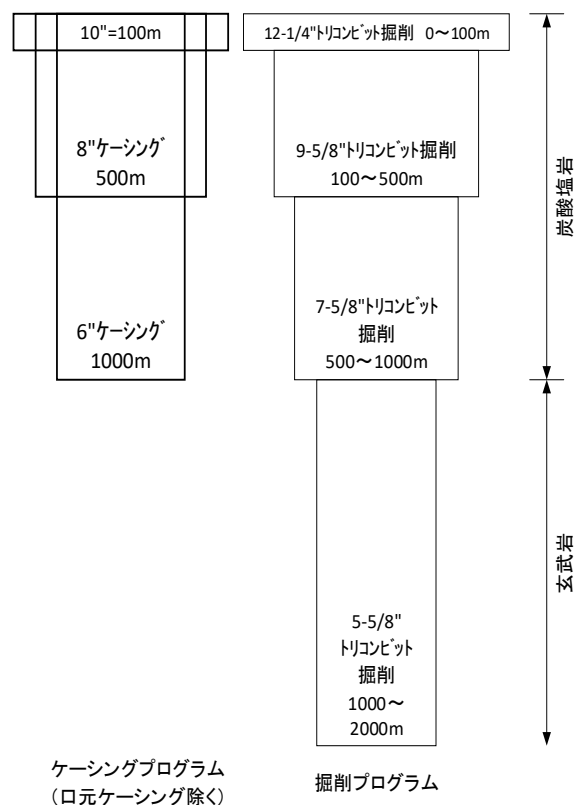 10"=100m
12-1/4"ﾄﾘｺﾝﾋﾞｯﾄ掘削 0～100m
8"ｹｰｼﾝｸﾞ
500m
9-5/8"ﾄﾘｺﾝﾋﾞｯﾄ掘削
100～500m
炭酸塩岩
6"ｹｰｼﾝｸﾞ
1000m
7-5/8"ﾄﾘｺﾝﾋﾞｯﾄ
掘削
500～1000m
5-5/8"
ﾄﾘｺﾝﾋﾞｯﾄ
掘削
1000～
2000m
玄武岩
ケーシングプログラム
（口元ケーシング除く）
掘削プログラム